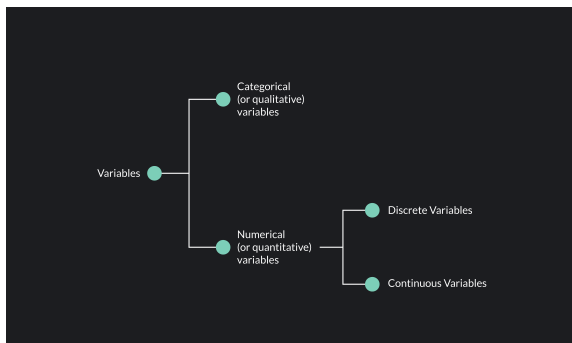 Categorical
(or qualitative)
variables
Variables
Numerical
(or quantitative)
variables
Discrete Variables
Continuous Variables